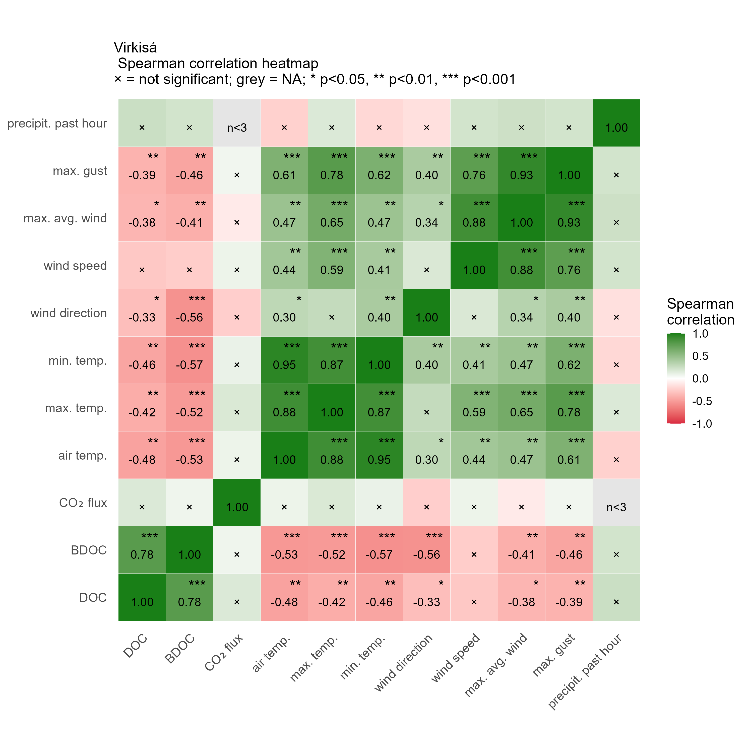 Virkisá
Spearman correlation heatmap
× = not significant; grey = NA; * p<0.05, ** p<0.01, *** p<0.001
precipit. past hour × × n<3 × × × × × × × 1.00
** ** *** *** *** ** *** ***
max. gust -0.39 -0.46 × 0.61 0.78 0.62 0.40 0.76 0.93 1.00 ×
* ** ** *** ** * *** ***
max. avg. wind -0.38 -0.41 × 0.47 0.65 0.47 0.34 0.88 1.00 0.93 ×
** *** ** *** ***
wind speed × × × 0.44 0.59 0.41 × 1.00 0.88 0.76 ×
* *** * ** * **
wind direction -0.33 -0.56 × 0.30 × 0.40 1.00 × 0.34 0.40 ×
** *** *** *** ** ** ** ***
min. temp. -0.46 -0.57 × 0.95 0.87 1.00 0.40 0.41 0.47 0.62 ×
** *** *** *** *** *** ***
max. temp. -0.42 -0.52 × 0.88 1.00 0.87 × 0.59 0.65 0.78 ×
** *** *** *** * ** ** ***
air temp. -0.48 -0.53 × 1.00 0.88 0.95 0.30 0.44 0.47 0.61 ×
CO₂ flux × × 1.00 × × × × × × × n<3
*** *** *** *** *** ** **
BDOC 0.78 1.00 × -0.53 -0.52 -0.57 -0.56 × -0.41 -0.46 ×
*** ** ** ** * * **
DOC 1.00 0.78 × -0.48 -0.42 -0.46 -0.33 × -0.38 -0.39 ×
DOC
BDOC
CO₂ flux
air temp.
max. temp.
min. temp.
wind direction
wind speed
max. avg. wind
max. gust
precipit. past hour
Spearman
correlation
1.0
0.5
0.0
-0.5
-1.0